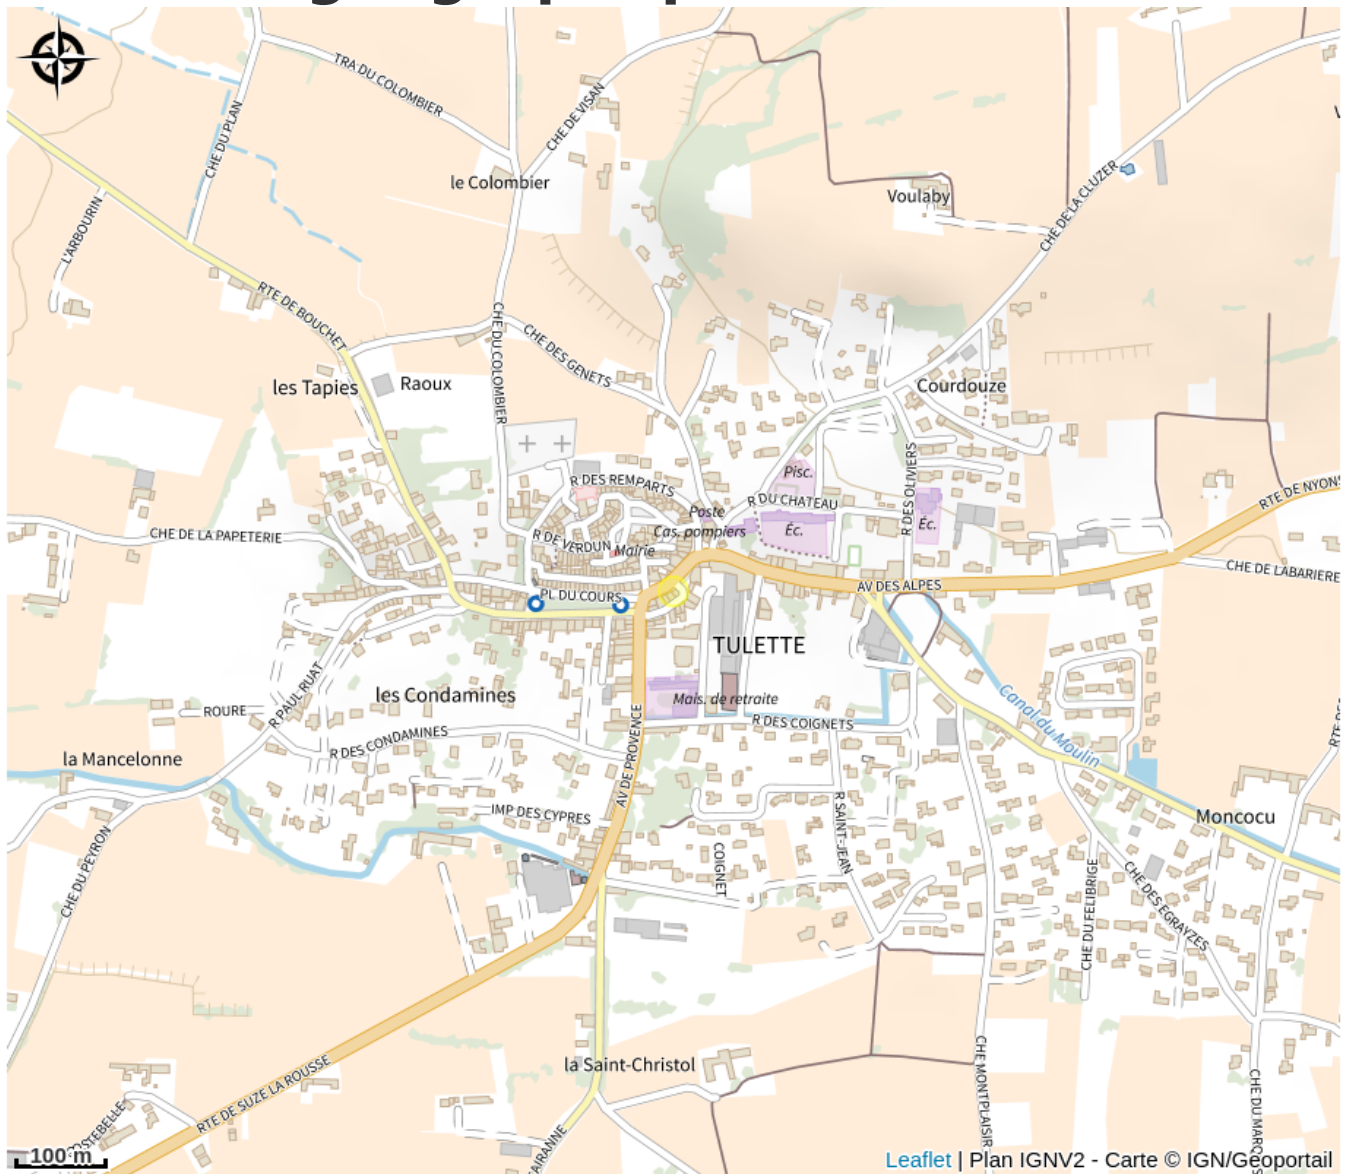 TRA DU COLOMBIER
CHE DE VISAN
CHE DU PLAN
le Colombier
Voulaby
CHE DE LA CLUZER
L'ARBOURIN
RTE DE BOUCHET
CHE DU COLOMBIER
CHE DES GENETS
les Tapies
Raoux
Courdouze
R DES REMPARTS
Pisc.
R DU CHATEAU
R DES OLIVIERS
RTE DE NYONS
Poste
Cas. pompiers
Éc.
Éc.
CHE DE LA PAPETERIE
R DE VERDUN
Mairie
CHE DE LABARIERE
AV DES ALPES
PL DU COURS
TULETTE
les Condamines
Mais. de retraite
R PAUL RUAT
ROURE
R DES COIGNETS
Canal du Moulin
R DES CONDAMINES
la Mancelonne
AV DE PROVENCE
IMP DES CYPRES
R SAINT-JEAN
Moncocu
CHE DU PEYRON
COIGNET
CHE DU FELIBRIGE
CHE DES EGRAYZES
la Saint-Christol
CHE MONTPLAISIR
RTE DE SUZE LA ROUSSE
STEBELLE
AIRANNE
CHE DU MARQ
100 m
Leaflet | Plan IGNV2 - Carte © IGN/Géoportail